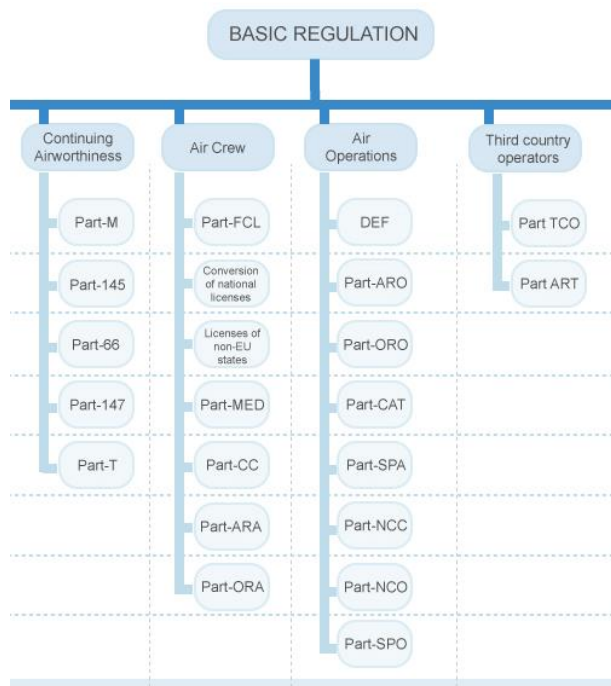 BASIC REGULATION
Continuing
Airworthiness
Part-M
Part-145
Part-66
Part-147
Part-T
Air Crew
Part-FCL
Conversion
of national
licenses
Licenses of
non-EU
states
Part-MED
Part-CC
Part-ARA
Part-ORA
Air
Operations
DEF
Part-ARO
Part-ORO
Part-CAT
Part-SPA
Part-NCC
Part-NCO
Part-SPO
Third country
operators
Part TCO
Part ART